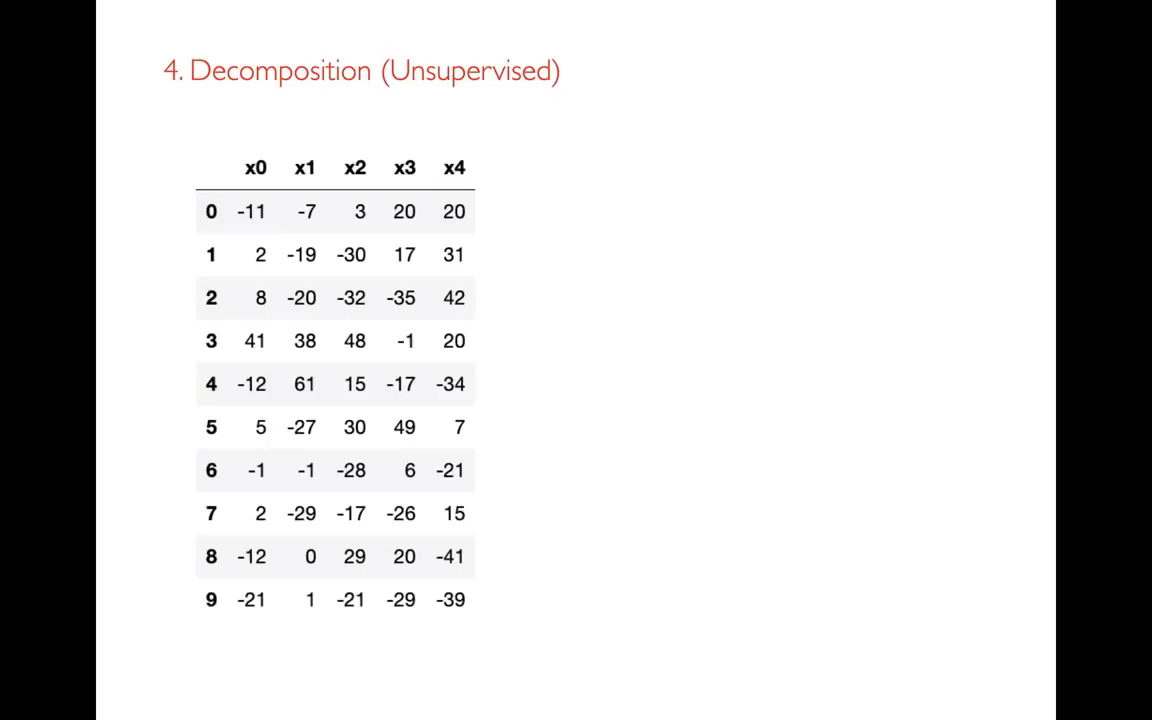 4. Decomposition (Unsupervised)
x0 x1 x2 x3 x4
0 -11 -7 3 20 20
1 2 -19 -30 17 31
2 8 -20 -32 -35 42
3 41 38 48 -1 20
4 -12 61 15 -17 -34
5 5 -27 30 49 7
6 -1 -1 -28 6 -21
7 2 -29 -17 -26 15
8 -12 0 29 20 -41
9 -21 1 -21 -29 -39